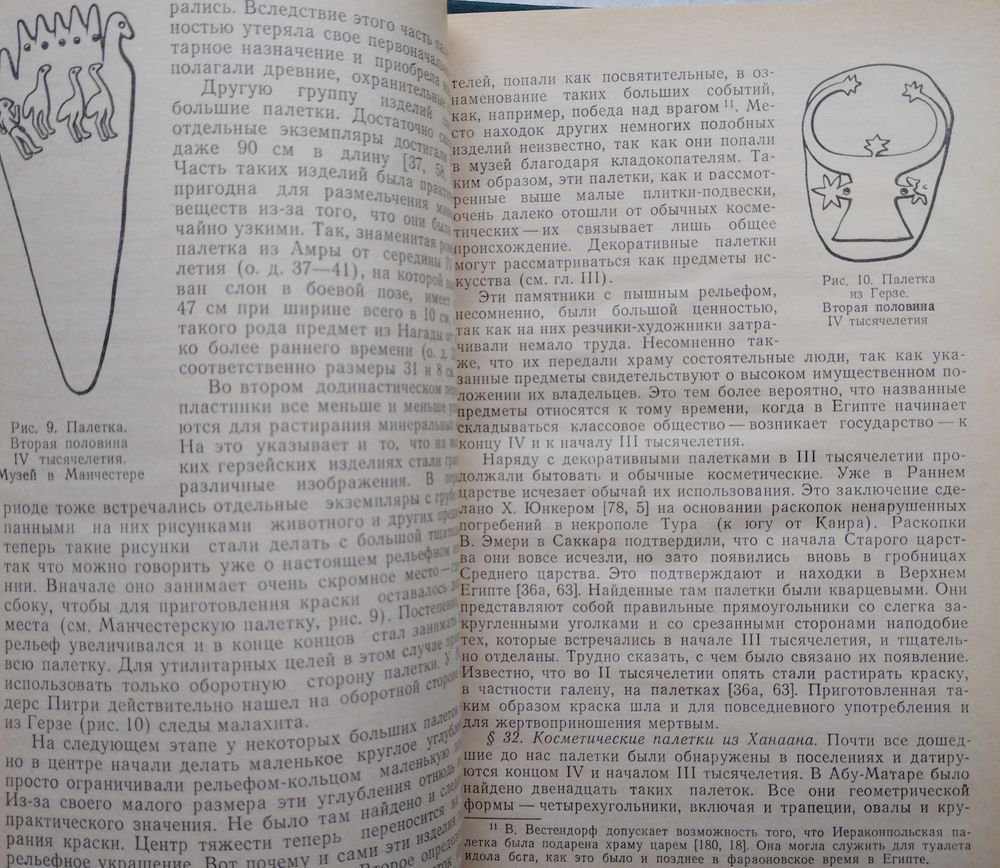 рались. Вследствие этого часть
ностью утеряла свое первоначаль
тарное назначение и приобрела
полагали древние, охранительные
Другую группу изделий
большие палетки. Достаточно
отдельные экземпляры достигали
даже 90 см в длину [37, 58,
Часть таких изделий была
пригодна для размельчения
веществ из-за того, что они были
чайно узкими. Так, знаменитая
палетка из Амры от середины
летия (о. д. 37—41), на которой
ван слон в боевой позе, имеет
47 см при ширине всего в 10 см,
такого рода предмет из Нагады
ко более раннего времени (о. д.
соответственно размеры 31 и 8 см
Во втором додинастическом
пластинки все меньше и меньше
ются для растирания минеральных
На это указывает и то, что на
ких герзейских изделиях стали
различные изображения. В
Рис. 9. Палетка.
Вторая половина
IV тысячелетия.
Музей в Манчестере
риоде тоже встречались отдельные экземпляры с грубо
панными на них рисунками животного и других
теперь такие рисунки стали делать с большой
так что можно говорить уже о настоящем рельефном
нии. Вначале оно занимает очень скромное место—
сбоку, чтобы для приготовления краски оставалось
места (см. Манчестерскую палетку, рис. 9). Постепенно
рельеф увеличивался и в конце концов стал занимать
всю палетку. Для утилитарных целей в этом случае
использовать только оборотную сторону палетки. У.
дерс Питри действительно нашел на оборотной стороне
из Герзе (рис. 10) следы малахита.
На следующем этапе у некоторых больших палеток
но в центре начали делать маленькое круглое углубл
просто ограничивали рельефом-кольцом маленькую
Из-за своего малого размера эти углубления отнюдь
практического значения. Не было там найдено и
рания краски. Центр тяжести теперь переносится на
рельефное украшение. Вот почему и сами эти изделия
Второе
телей, попали как посвятительные, в оз-
наменование таких больших событий,
как, например, победа над врагом ¹¹. Ме-
сто находок других немногих подобных
изделий неизвестно, так как они попали
в музей благодаря кладокопателям. Та-
ким образом, эти палетки, как и рассмот-
ренные выше малые плитки-подвески,
очень далеко отошли от обычных косме-
тических — их связывает лишь общее
происхождение. Декоративные палетки
могут рассматриваться как предметы ис-
кусства (см. гл. III).
Эти памятники с пышным рельефом,
несомненно, были большой ценностью,
так как на них резчики-художники затра-
чивали немало труда. Несомненно так-
Рис. 10. Палетка
из Герзе.
Вторая половина
IV тысячелетия
же, что их передали храму состоятельные люди, так как ука-
занные предметы свидетельствуют о высоком имущественном по-
ложении их владельцев. Это тем более вероятно, что названные
предметы относятся к тому времени, когда в Египте начинает
складываться классовое общество — возникает государство — к
концу IV и к началу III тысячелетия.
Наряду с декоративными палетками в III тысячелетии про-
должали бытовать и обычные косметические. Уже в Раннем
царстве исчезает обычай их использования. Это заключение сде-
лано Х. Юнкером [78, 5] на основании раскопок ненарушенных
погребений в некрополе Тура (к югу от Каира). Раскопки
В. Эмери в Саккара подтвердили, что с начала Старого царст-
ва они вовсе исчезли, но зато появились вновь в гробницах
Среднего царства. Это подтверждают и находки в Верхнем
Египте [36а, 63]. Найденные там палетки были кварцевыми. Они
представляют собой правильные прямоугольники со слегка за-
кругленными уголками и со срезанными сторонами наподобие
тех, которые встречались в начале III тысячелетия, и тщатель-
но отделаны. Трудно сказать, с чем было связано их появление.
Известно, что во II тысячелетии опять стали растирать краску,
в частности галену, на палетках [36а, 63]. Приготовленная та-
ким образом краска шла и для повседневного употребления и
для жертвоприношения мертвым.
§ 32. Косметические палетки из Ханаана. Почти все дошед-
шие до нас палетки были обнаружены в поселениях и датиру-
ются концом IV и началом III тысячелетия. В Абу-Матаре было
найдено двенадцать таких палеток. Все они геометрической
формы — четырехугольники, включая и трапеции, овалы и кру-
¹¹ В. Вестендорф допускает возможность того, что Иераконпольская па-
летка была подарена храму царем [180, 18]. Она могла служить для туалета
идола бога, как это было и позднее в фараоновское время в Египте.